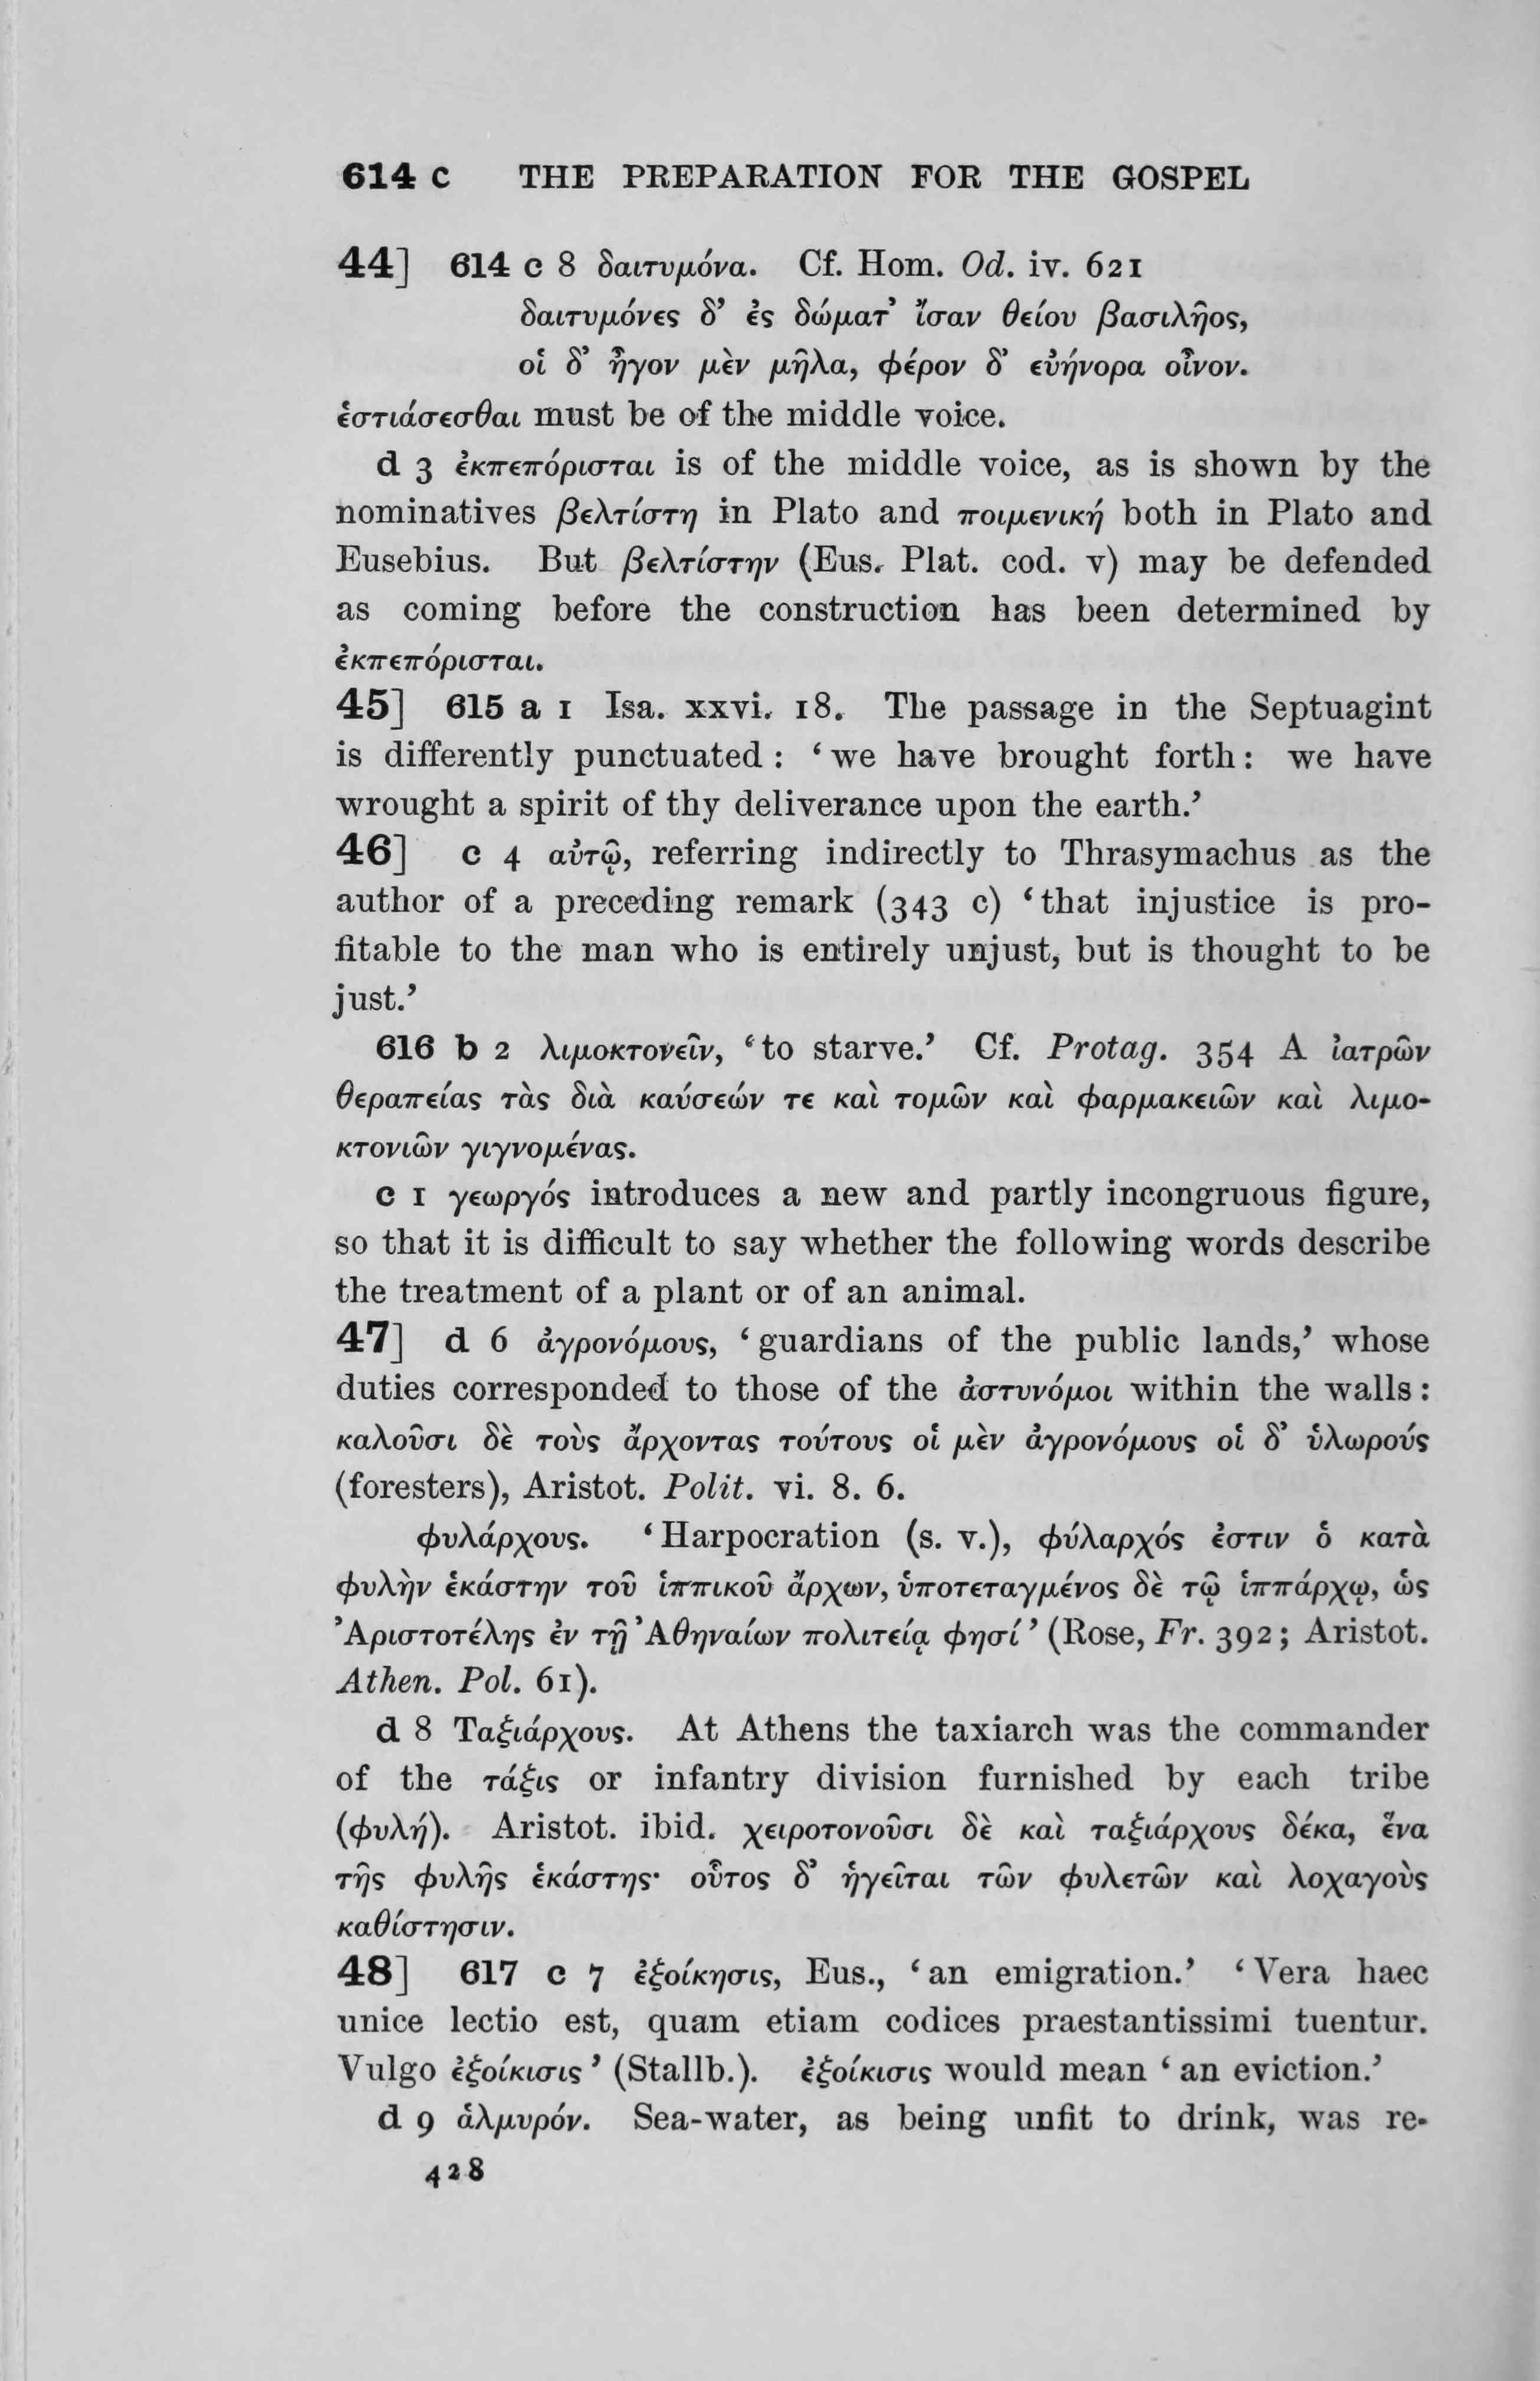 614 c THE PREPARATION FOR THE GOSPEL
44] 614 c 8 δαιτυμόνα. Cf. Hom. Od. iv. 621
δαιτυμόνες δ' ἐς δώματ' ἴσαν θείου βασιλῆος,
οἱ δ' ἦγον μὲν μῆλα, φέρον δ' εὐήνορα οἶνον.
ἑστιάσεσθαι must be of the middle voice.
d 3 ἐκπεπόρισται is of the middle voice, as is shown by the
nominatives βελτίστη in Plato and ποιμενική both in Plato and
Eusebius. But βελτίστην (Eus. Plat. cod. v) may be defended
as coming before the construction has been determined by
ἐκπεπόρισται.
45] 615 a 1 Isa. xxvi. 18. The passage in the Septuagint
is differently punctuated : ‘we have brought forth: we have
wrought a spirit of thy deliverance upon the earth.’
46] c 4 αὐτῷ, referring indirectly to Thrasymachus as the
author of a preceding remark (343 c) ‘that injustice is pro-
fitable to the man who is entirely unjust, but is thought to be
just.’
616 b 2 λιμοκτονεῖν, ‘to starve.’ Cf. Protag. 354 A ἰατρῶν
θεραπείας τὰς διὰ καύσεών τε καὶ τομῶν καὶ φαρμακειῶν καὶ λιμο-
κτονιῶν γιγνομένας.
c 1 γεωργός introduces a new and partly incongruous figure,
so that it is difficult to say whether the following words describe
the treatment of a plant or of an animal.
47] d 6 ἀγρονόμους, ‘guardians of the public lands,’ whose
duties corresponded to those of the ἀστυνόμοι within the walls :
καλοῦσι δὲ τοὺς ἄρχοντας τούτους οἱ μὲν ἀγρονόμους οἱ δ' ὑλωρούς
(foresters), Aristot. Polit. vi. 8. 6.
φυλάρχους. ‘Harpocration (s. v.), φύλαρχός ἐστιν ὁ κατὰ
φυλὴν ἑκάστην τοῦ ἱππικοῦ ἄρχων, ὑποτεταγμένος δὲ τῷ ἱππάρχῳ, ὡς
Ἀριστοτέλης ἐν τῇ Ἀθηναίων πολιτείᾳ φησί’ (Rose, Fr. 392; Aristot.
Athen. Pol. 61).
d 8 Ταξιάρχους. At Athens the taxiarch was the commander
of the τάξις or infantry division furnished by each tribe
(φυλή). Aristot. ibid. χειροτονοῦσι δὲ καὶ ταξιάρχους δέκα, ἕνα
τῆς φυλῆς ἑκάστης· οὗτος δ' ἡγεῖται τῶν φυλετῶν καὶ λοχαγοὺς
καθίστησιν.
48] 617 c 7 ἐξοίκησις, Eus., ‘an emigration.’ ‘Vera haec
unice lectio est, quam etiam codices praestantissimi tuentur.
Vulgo ἐξοίκισις’ (Stallb.). ἐξοίκισις would mean ‘an eviction.’
d 9 ἁλμυρόν. Sea-water, as being unfit to drink, was re-
428